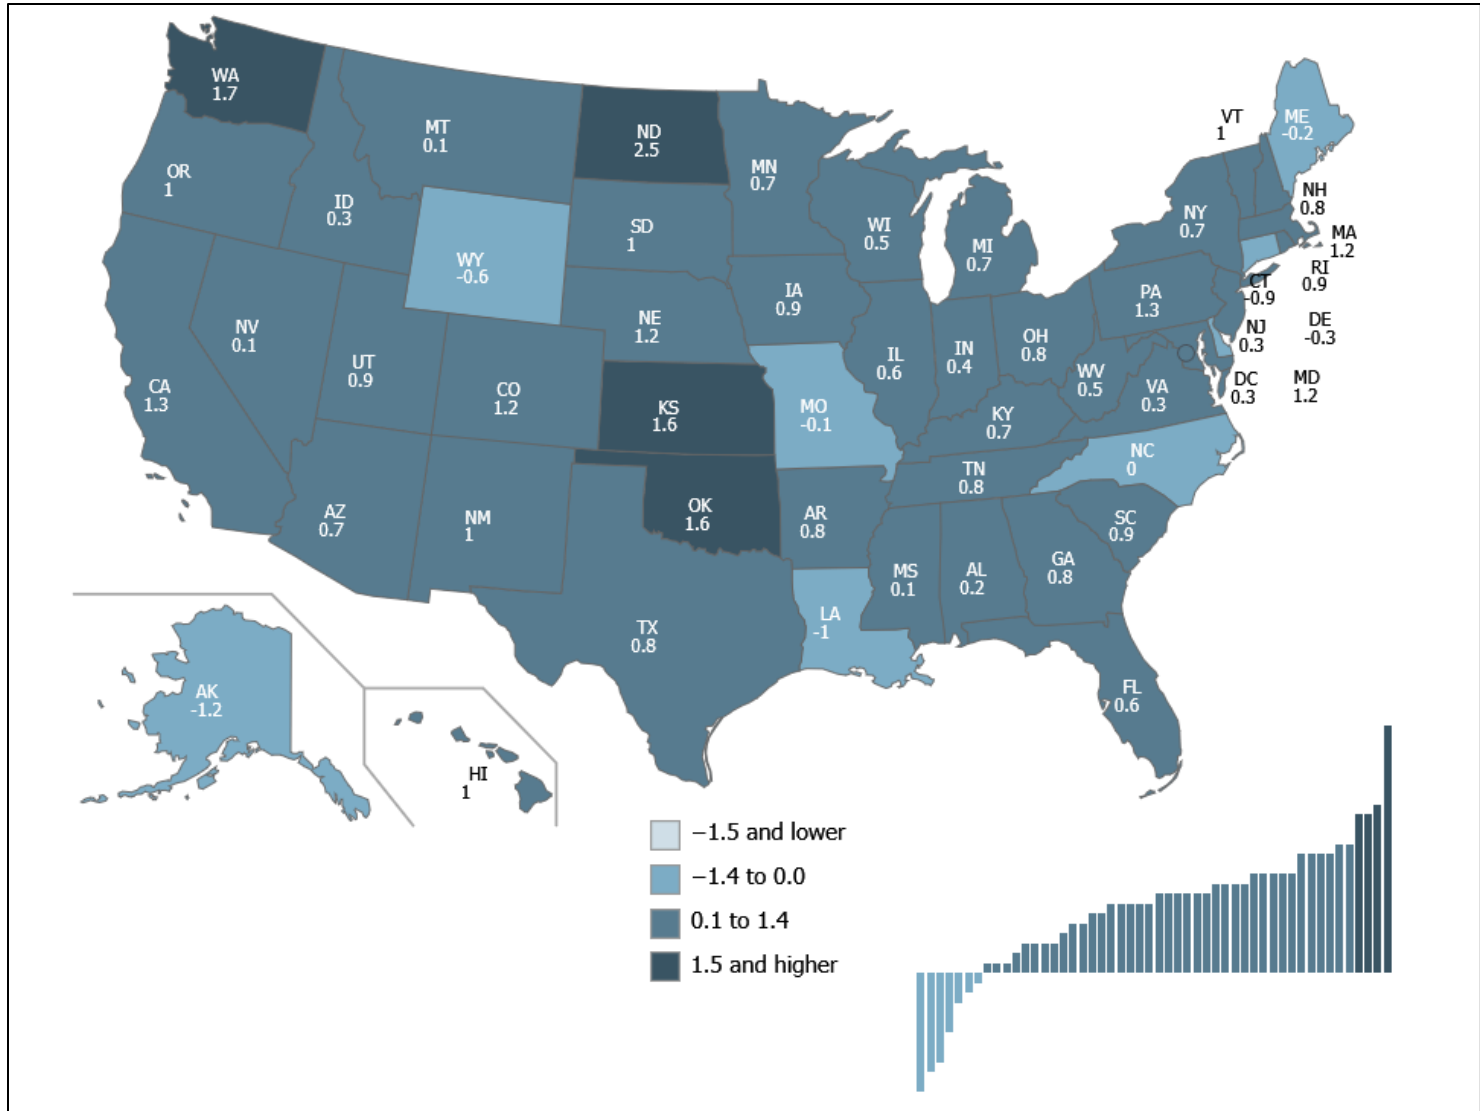 WA
1.7
OR
1
CA
1.3
NV
0.1
ID
0.3
MT
0.1
WY
-0.6
UT
0.9
CO
1.2
AZ
0.7
NM
1
ND
2.5
SD
1
NE
1.2
KS
1.6
OK
1.6
TX
0.8
MN
0.7
IA
0.9
MO
-0.1
AR
0.8
LA
-1
WI
0.5
IL
0.6
MI
0.7
IN
0.4
OH
0.8
KY
0.7
TN
0.8
MS
0.1
AL
0.2
GA
0.8
FL
0.6
SC
0.9
NC
0
VA
0.3
WV
0.5
PA
1.3
NY
0.7
VT
1
ME
-0.2
NH
0.8
MA
1.2
RI
0.9
CT
-0.9
NJ
0.3
DE
-0.3
DC
0.3
MD
1.2
AK
-1.2
HI
1
−1.5 and lower
−1.4 to 0.0
0.1 to 1.4
1.5 and higher